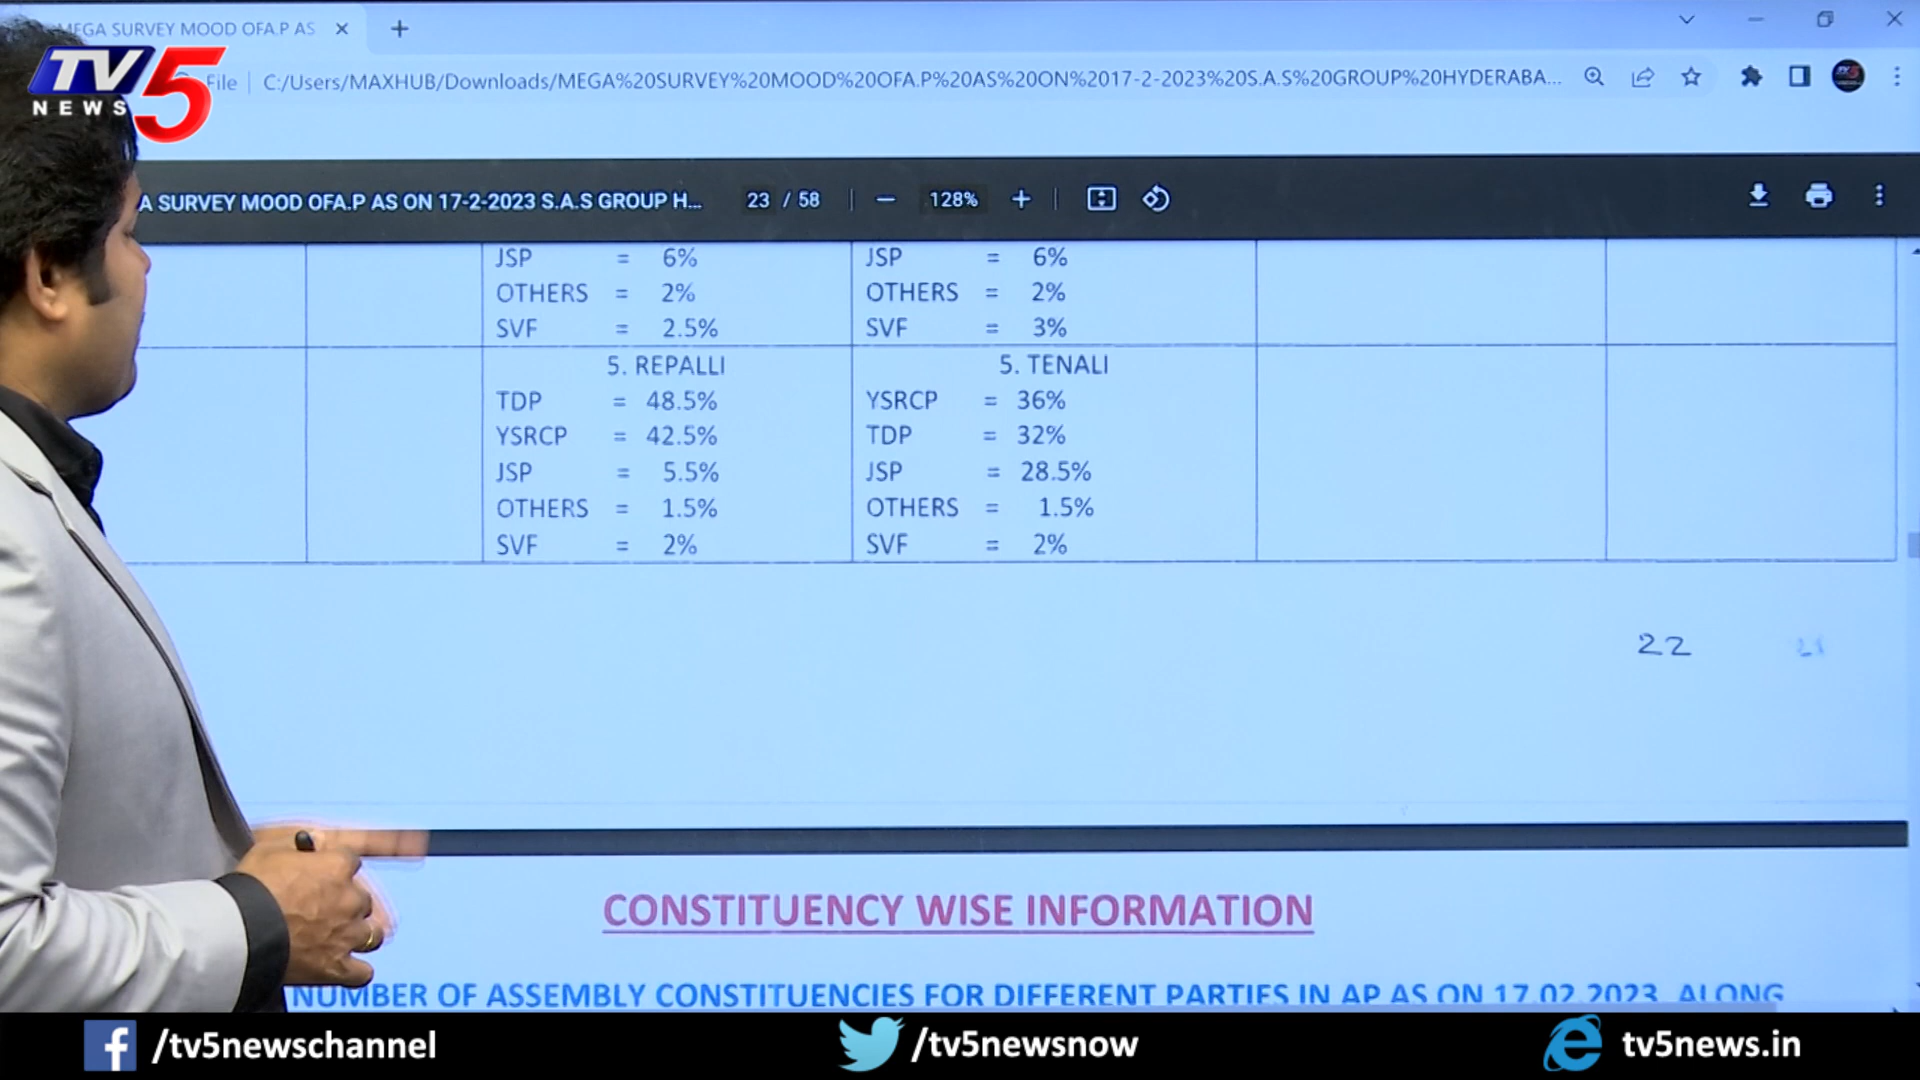 MEGA SURVEY MOOD OFA.P AS
TV5
NEWS
File C:/Users/MAXHUB/Downloads/MEGA%20SURVEY%20MOOD%20OFA.P%20AS%20ON%2017-2-2023%20S.A.S%20GROUP%20HYDERABA...
A SURVEY MOOD OFA.P AS ON 17-2-2023 S.A.S GROUP H... 23 / 58 128%
JSP = 6% JSP = 6%
OTHERS = 2% OTHERS = 2%
SVF = 2.5% SVF = 3%
5. REPALLI 5. TENALI
TDP = 48.5% YSRCP = 36%
YSRCP = 42.5% TDP = 32%
JSP = 5.5% JSP = 28.5%
OTHERS = 1.5% OTHERS = 1.5%
SVF = 2% SVF = 2%
22
CONSTITUENCY WISE INFORMATION
NUMBER OF ASSEMBLY CONSTITUENCIES FOR DIFFERENT PARTIES IN AP AS ON 17.02.2023 ALONG
/tv5newschannel /tv5newsnow tv5news.in